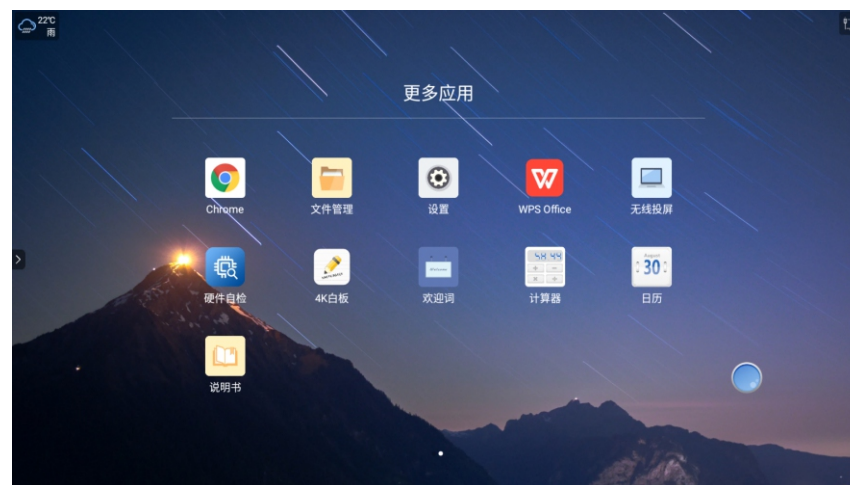 22℃
雨
更多应用
Chrome
文件管理
设置
WPS Office
无线投屏
硬件自检
4K白板
欢迎词
计算器
August
30
日历
说明书